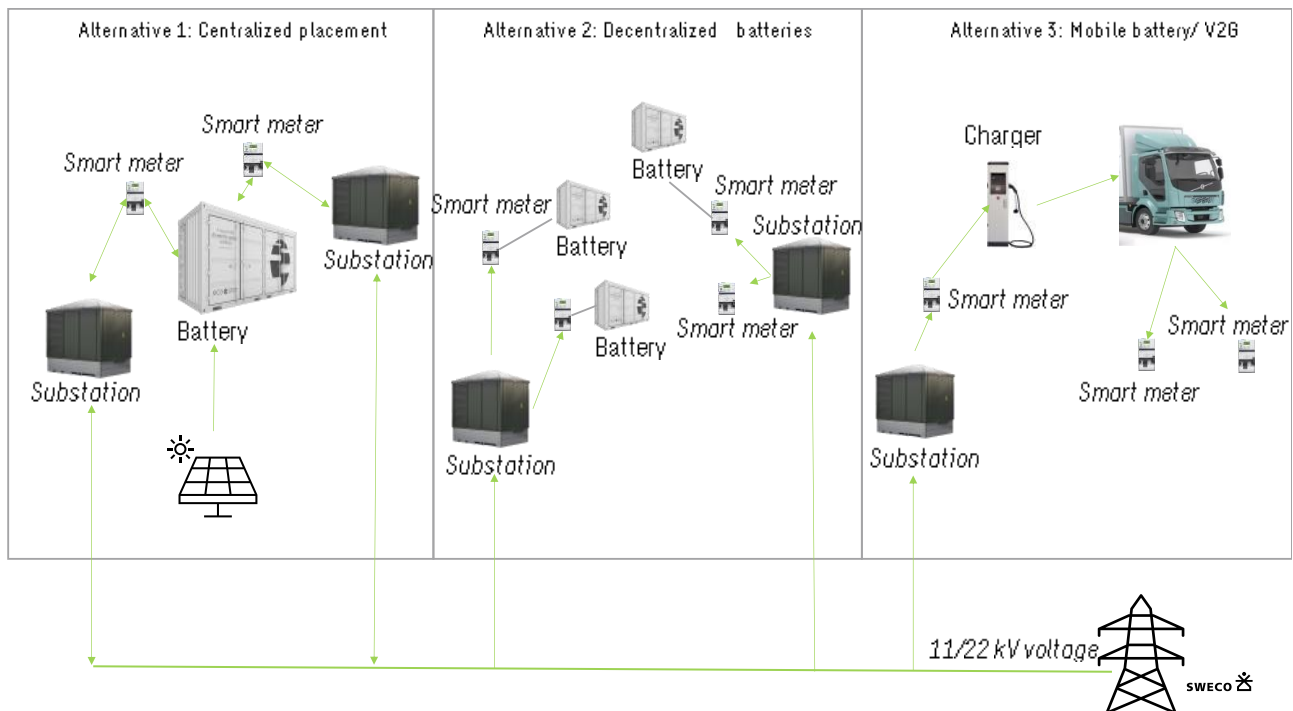 Alternative 1: Centralized placement
Smart meter
Smart meter
Battery
Substation
Substation
Alternative 2: Decentralized batteries
Battery
Smart meter
Smart meter
Battery
Substation
Smart meter
Battery
Substation
Alternative 3: Mobile battery/ V2G
Charger
Smart meter
Smart meter
Smart meter
Substation
11/22 kV voltage
SWECO